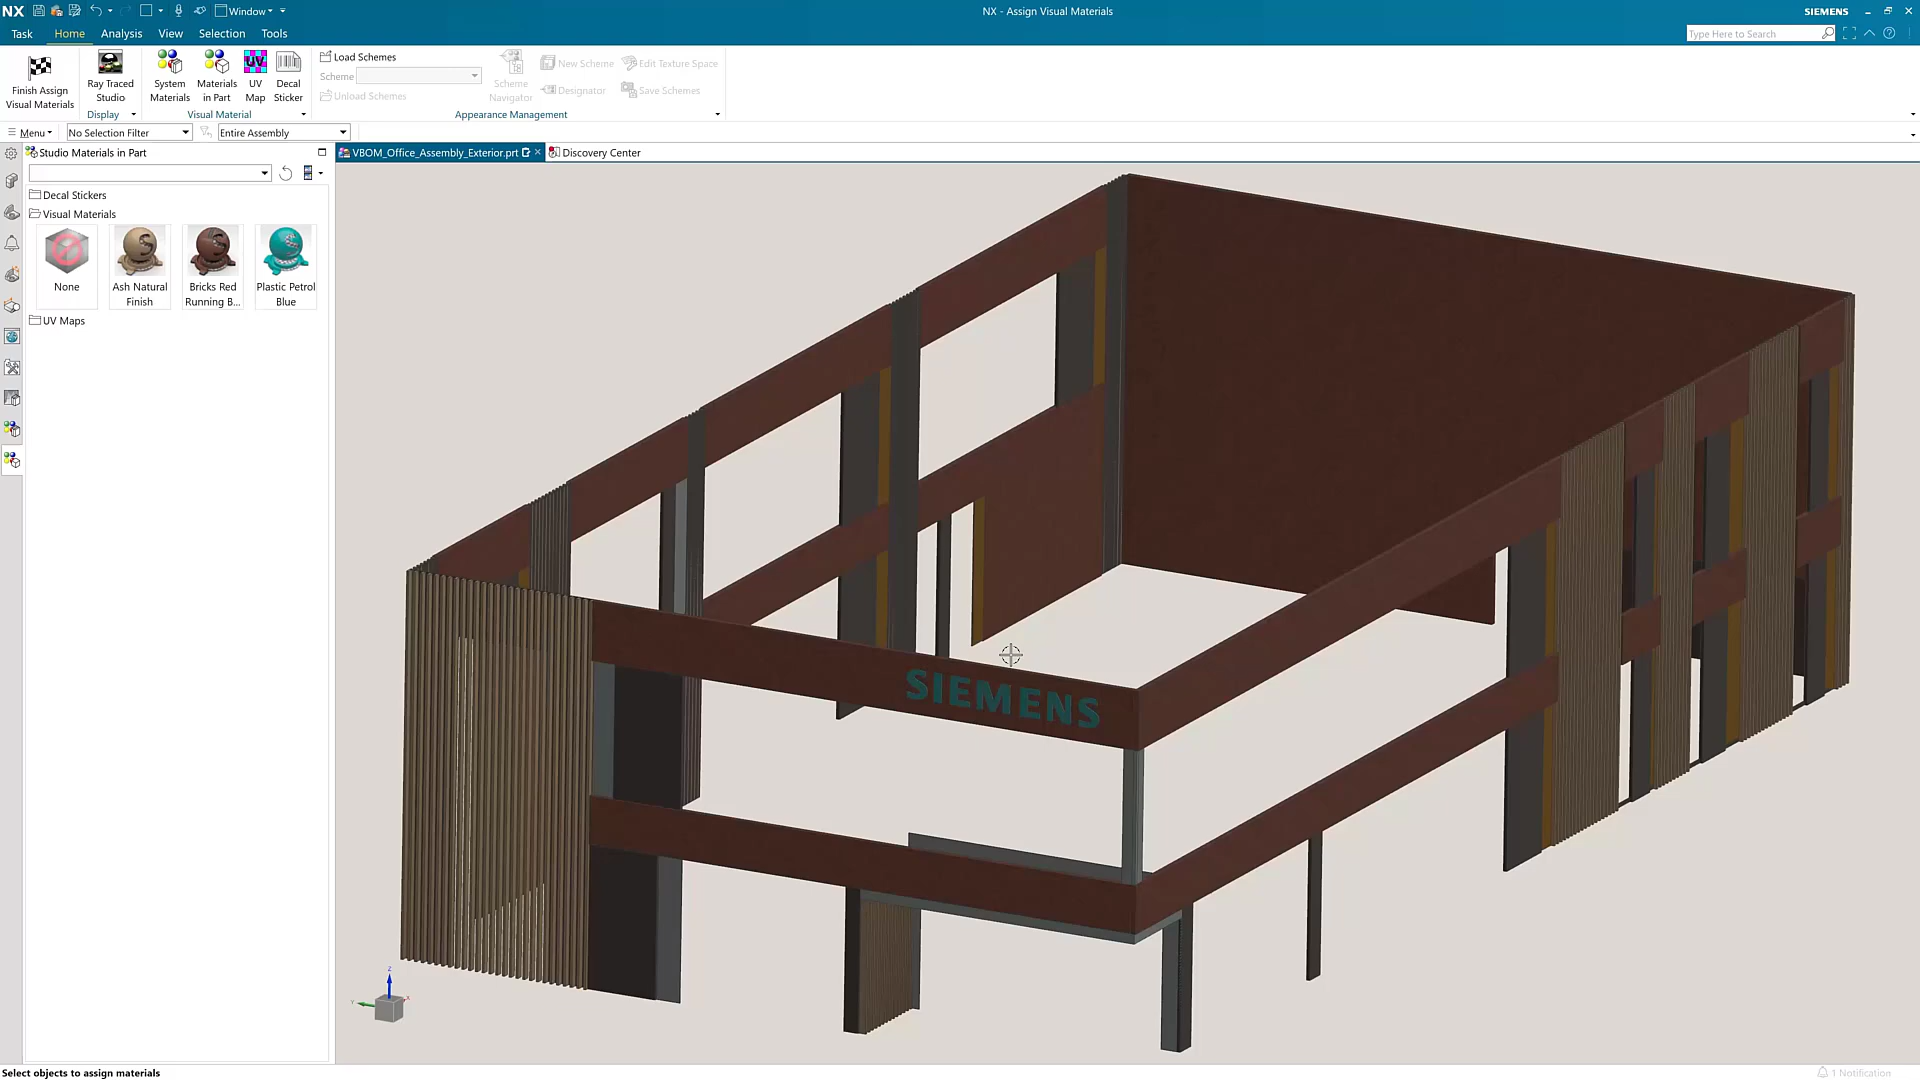 NX
Window
NX - Assign Visual Materials
SIEMENS
Task
Home
Analysis
View
Selection
Tools
Type Here to Search
Finish Assign
Visual Materials
Ray Traced
Studio
Display
System
Materials
Materials
in Part
UV
UV
Map
Decal
Sticker
Visual Material
Load Schemes
Scheme
Unload Schemes
Scheme
Navigator
New Scheme
Designator
Edit Texture Space
Save Schemes
Appearance Management
Menu
No Selection Filter
Entire Assembly
Studio Materials in Part
VBOM_Office_Assembly_Exterior.prt
Discovery Center
Decal Stickers
Visual Materials
None
Ash Natural
Finish
Bricks Red
Running B...
Plastic Petrol
Blue
UV Maps
SIEMENS
Z
Y
X
Select objects to assign materials
1 Notification